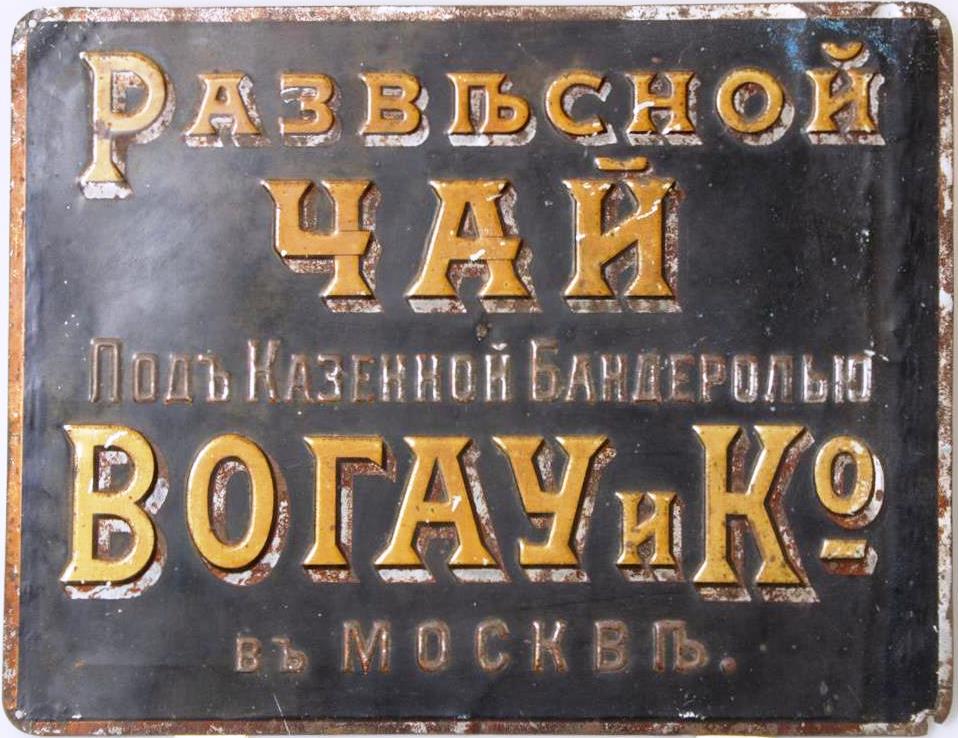 Развѣсной
ЧАЙ
Подъ Казенной Бандеролью
ВОГАУ и Ко
въ МОСКВѢ.